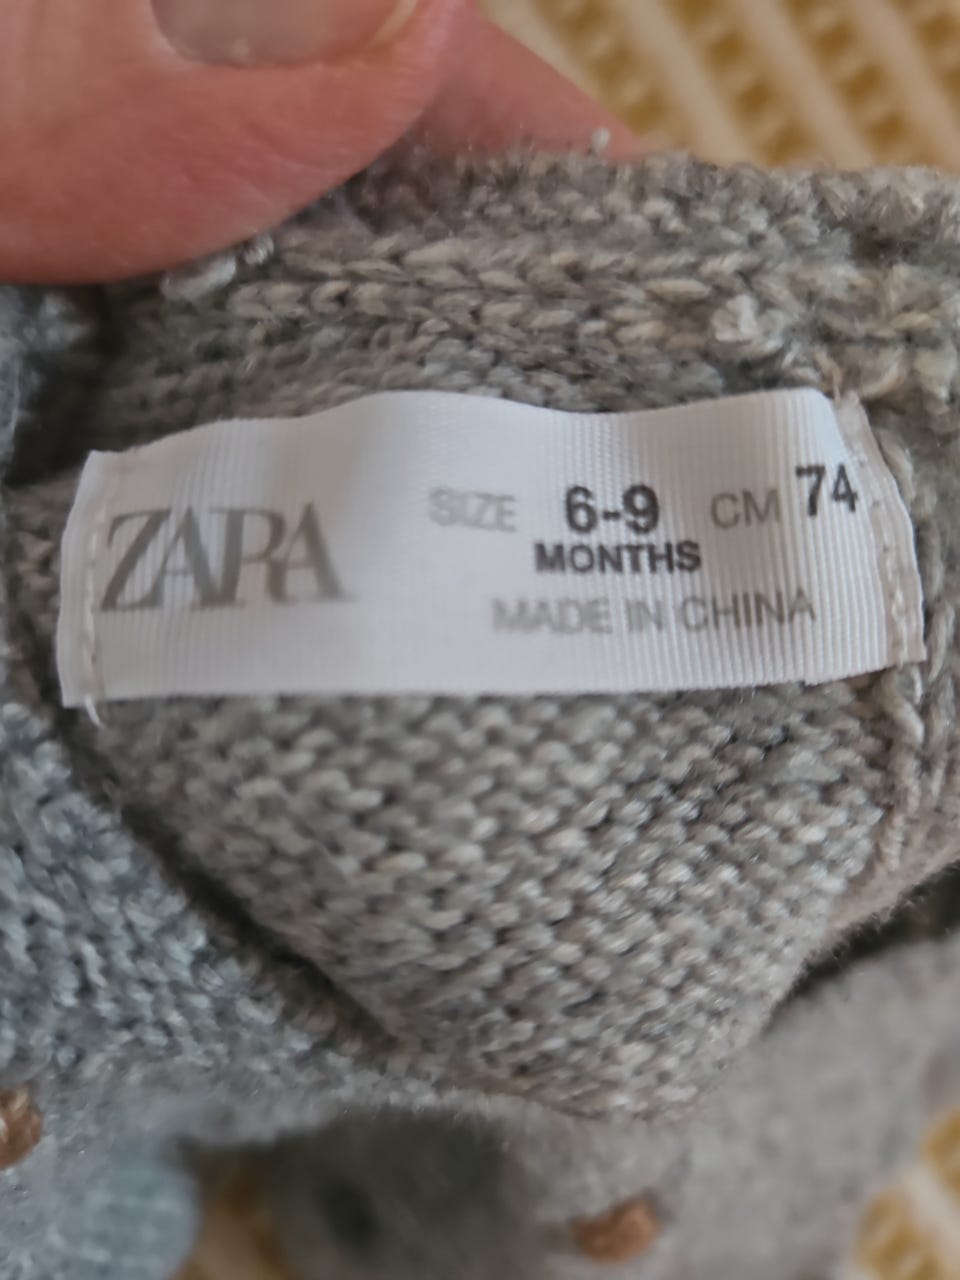 ZARA
SIZE 6-9 CM 74
MONTHS
MADE IN CHINA